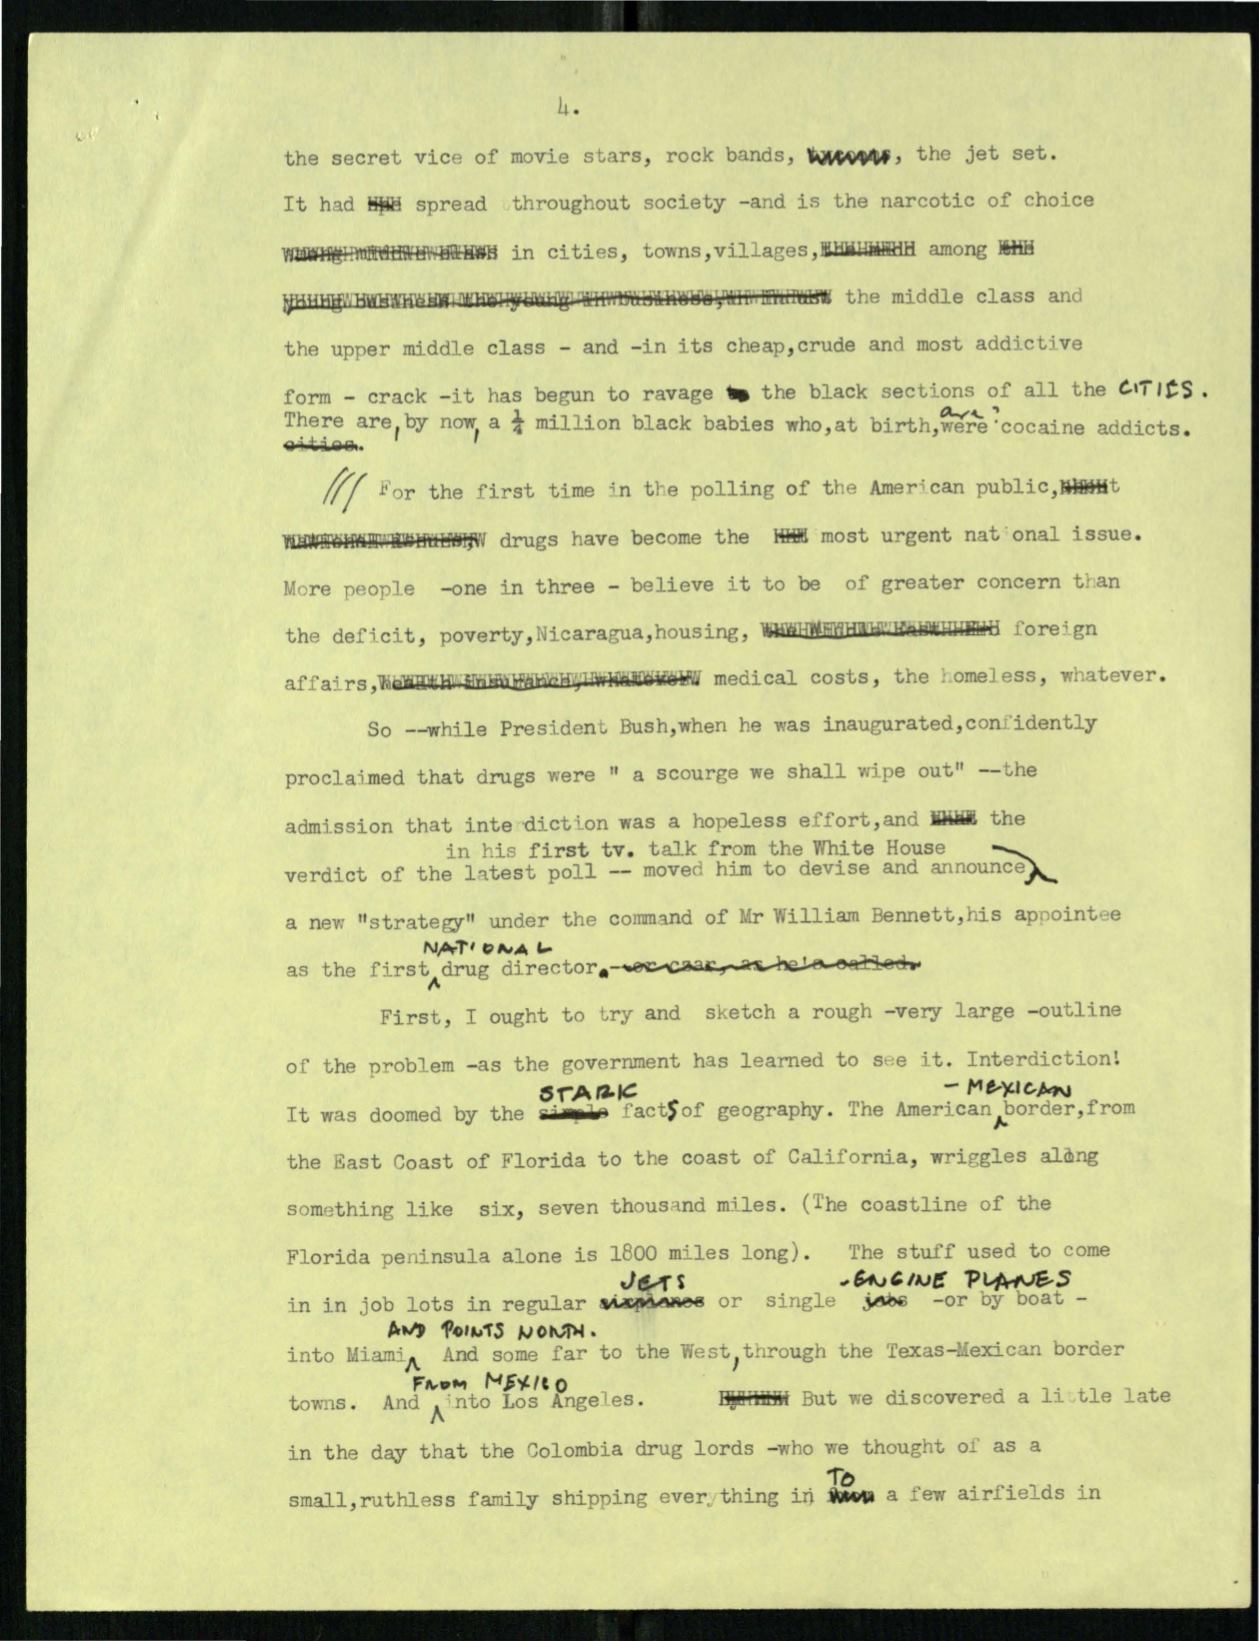 4.
the secret vice of movie stars, rock bands, , the jet set.
It had spread throughout society -and is the narcotic of choice
in cities, towns,villages, among
the middle class and
the upper middle class - and -in its cheap,crude and most addictive
form - crack -it has begun to ravage the black sections of all the CITIES.
are
There are, by now, a ¼ million black babies who,at birth,were cocaine addicts.
cities.
/// For the first time in the polling of the American public,
drugs have become the most urgent national issue.
More people -one in three - believe it to be of greater concern than
the deficit, poverty,Nicaragua,housing, foreign
affairs, medical costs, the homeless, whatever.
So --while President Bush,when he was inaugurated,confidently
proclaimed that drugs were " a scourge we shall wipe out" --the
admission that interdiction was a hopeless effort,and the
in his first tv. talk from the White House
verdict of the latest poll -- moved him to devise and announce
a new "strategy" under the command of Mr William Bennett,his appointee
NATIONAL
as the first drug director. -or czar, as he's called.
First, I ought to try and sketch a rough -very large -outline
of the problem -as the government has learned to see it. Interdiction!
STARK - MEXICAN
It was doomed by the simple facts of geography. The American border,from
the East Coast of Florida to the coast of California, wriggles along
something like six, seven thousand miles. (The coastline of the
Florida peninsula alone is 1800 miles long). The stuff used to come
JETS -ENGINE PLANES
in in job lots in regular airplanes or single jobs -or by boat -
AND POINTS NORTH.
into Miami And some far to the West, through the Texas-Mexican border
FROM MEXICO
towns. And into Los Angeles. But we discovered a little late
in the day that the Colombia drug lords -who we thought of as a
TO
small,ruthless family shipping everything in a few airfields in